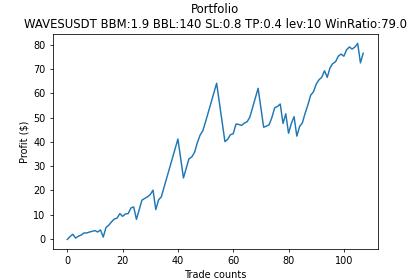 Portfolio
WAVESUSDT BBM:1.9 BBL:140 SL:0.8 TP:0.4 lev:10 WinRatio:79.0
80
70
60
50
40
30
20
10
0
Profit ($)
0 20 40 60 80 100
Trade counts